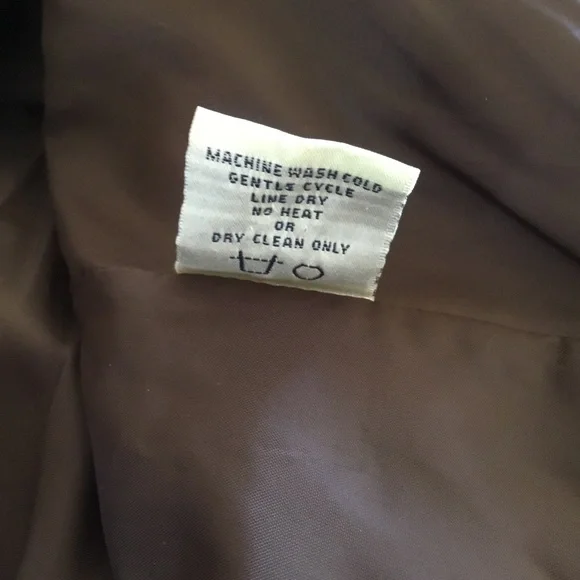 MACHINE WASH COLD
GENTLE CYCLE
LINE DRY
NO HEAT
OR
DRY CLEAN ONLY